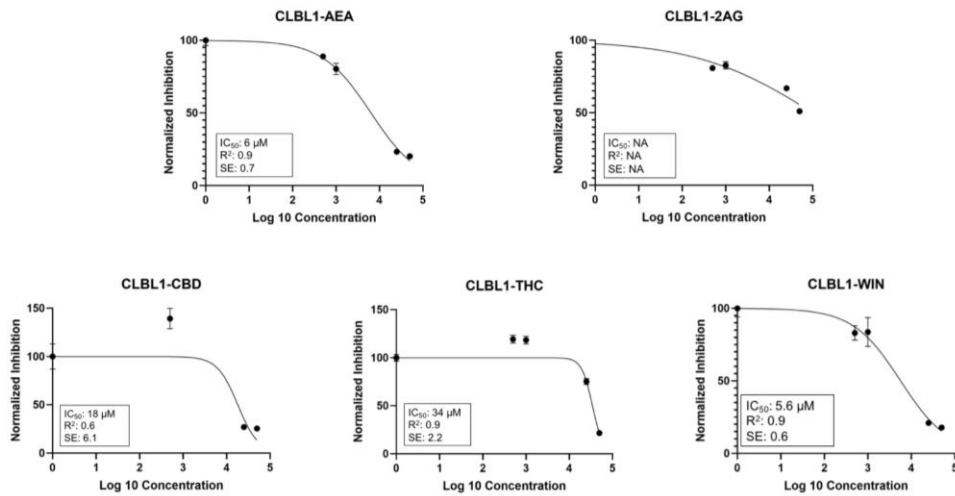 CLBL1-AEA
Normalized Inhibition
100
50
0
IC₅₀: 6 µM
R²: 0.9
SE: 0.7
0 1 2 3 4 5
Log 10 Concentration
CLBL1-2AG
Normalized Inhibition
100
50
0
IC₅₀: NA
R²: NA
SE: NA
0 1 2 3 4 5
Log 10 Concentration
CLBL1-CBD
Normalized Inhibition
150
100
50
0
IC₅₀: 18 µM
R²: 0.6
SE: 6.1
0 1 2 3 4 5
Log 10 Concentration
CLBL1-THC
Normalized Inhibition
150
100
50
0
IC₅₀: 34 µM
R²: 0.9
SE: 2.2
0 1 2 3 4 5
Log 10 Concentration
CLBL1-WIN
Normalized Inhibition
100
50
0
IC₅₀: 5.6 µM
R²: 0.9
SE: 0.6
0 1 2 3 4 5
Log 10 Concentration